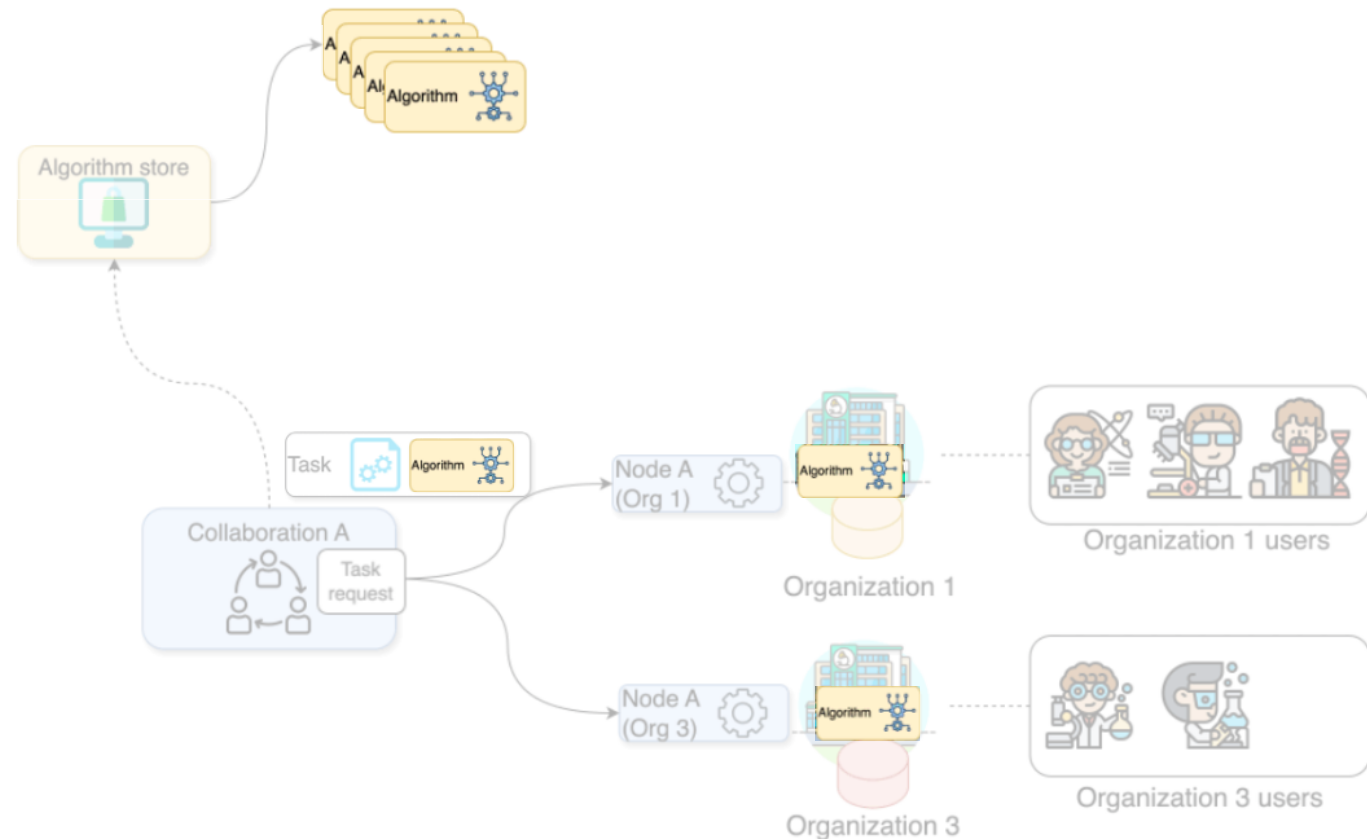 A
A
A
Al
Algorithm
Algorithm store
Task
Algorithm
Node A
(Org 1)
Algorithm
Organization 1 users
Collaboration A
Task
request
Organization 1
Node A
(Org 3)
Algorithm
Organization 3 users
Organization 3